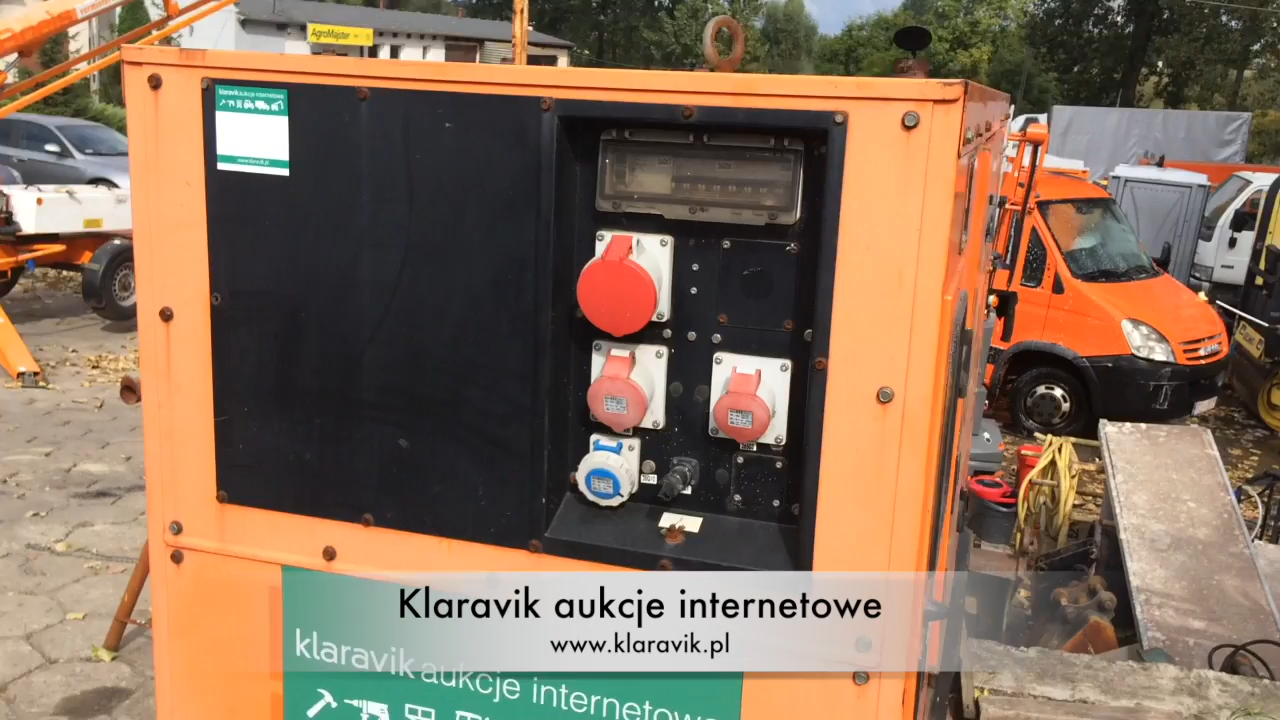 AgroMajster
klaravik aukcje internetowe
www.klaravik.pl
Klaravik aukcje internetowe
www.klaravik.pl
klaravik aukcje internetowe